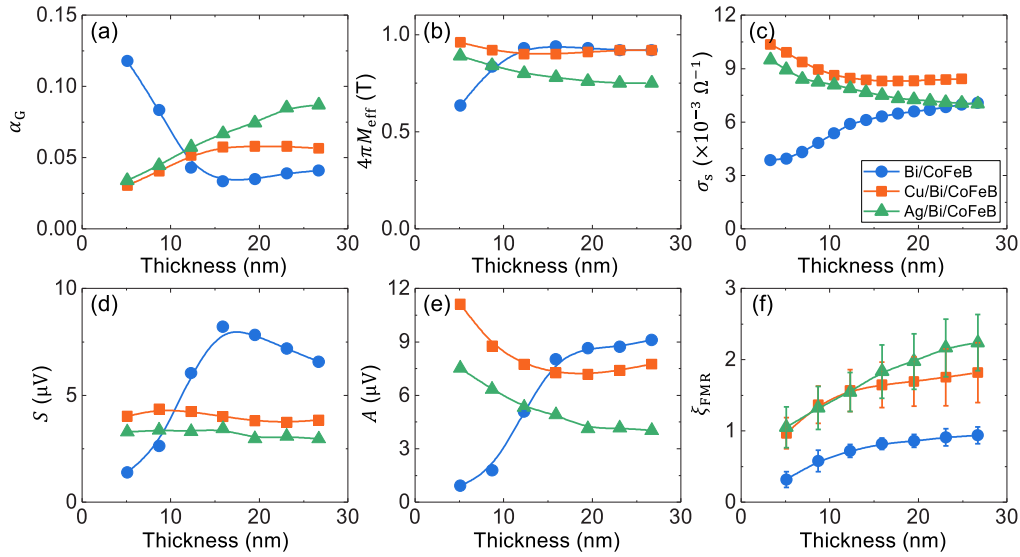 (a)
0.15
0.10
0.05
0.00
α_G
0 10 20 30
Thickness (nm)
(b)
1.0
0.5
0.0
4πM_eff (T)
0 10 20 30
Thickness (nm)
(c)
12
9
6
3
0
σ_s (×10⁻³ Ω⁻¹)
Bi/CoFeB
Cu/Bi/CoFeB
Ag/Bi/CoFeB
0 10 20 30
Thickness (nm)
(d)
10
5
0
S (μV)
0 10 20 30
Thickness (nm)
(e)
12
9
6
3
0
A (μV)
0 10 20 30
Thickness (nm)
(f)
3
2
1
0
ξ_FMR
0 10 20 30
Thickness (nm)